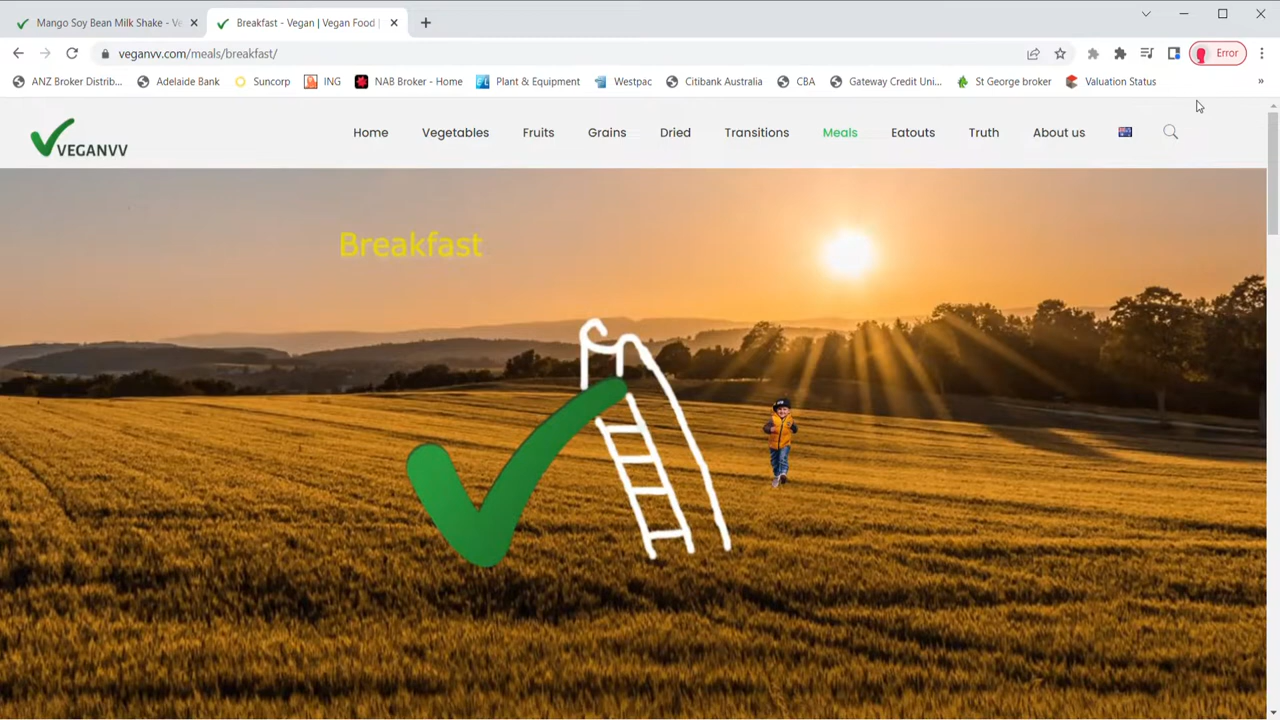 Mango Soy Bean Milk Shake - Ve
Breakfast - Vegan | Vegan Food |
veganvv.com/meals/breakfast/
Error
ANZ Broker Distrib... Adelaide Bank Suncorp ING NAB Broker - Home Plant & Equipment Westpac Citibank Australia CBA Gateway Credit Uni... St George broker Valuation Status »
VEGANVV
Home Vegetables Fruits Grains Dried Transitions Meals Eatouts Truth About us
Breakfast